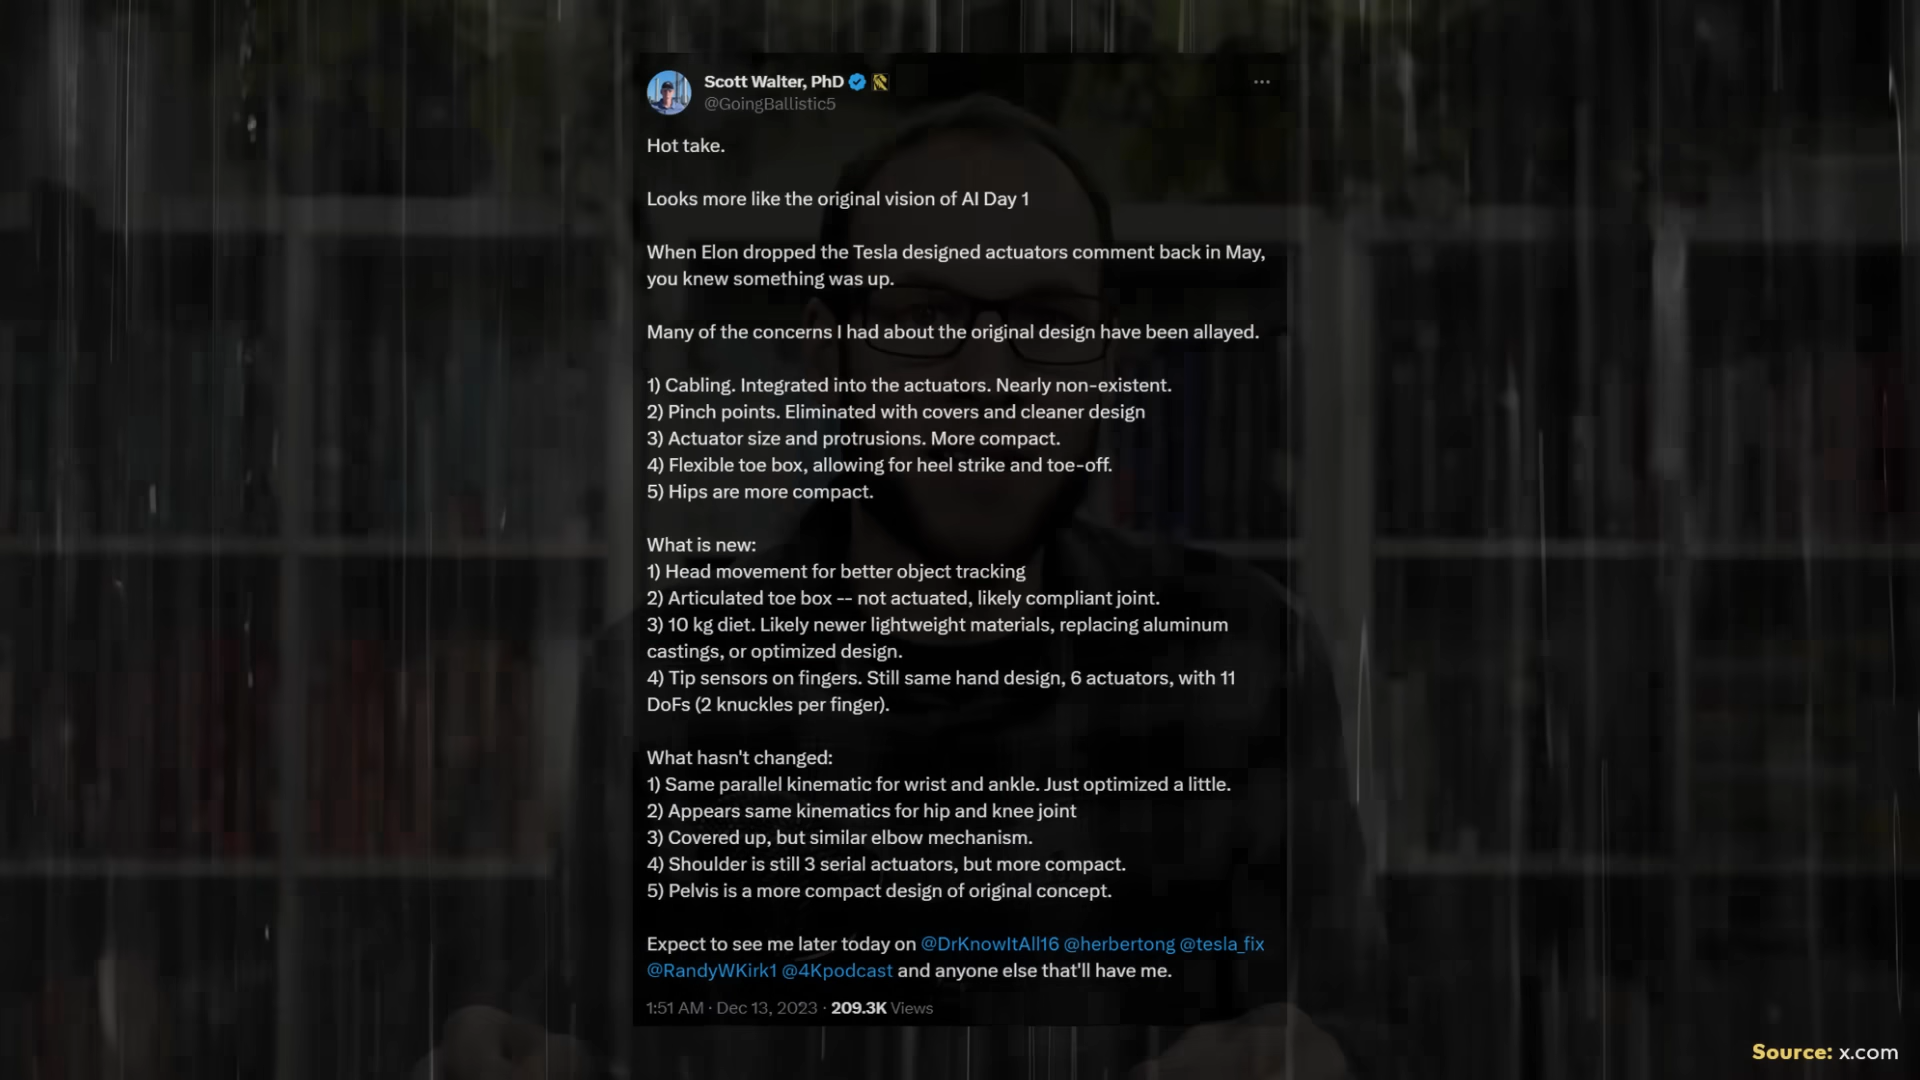 Scott Walter, PhD
@GoingBallistic5
Hot take.
Looks more like the original vision of AI Day 1
When Elon dropped the Tesla designed actuators comment back in May,
you knew something was up.
Many of the concerns I had about the original design have been allayed.
1) Cabling. Integrated into the actuators. Nearly non-existent.
2) Pinch points. Eliminated with covers and cleaner design
3) Actuator size and protrusions. More compact.
4) Flexible toe box, allowing for heel strike and toe-off.
5) Hips are more compact.
What is new:
1) Head movement for better object tracking
2) Articulated toe box -- not actuated, likely compliant joint.
3) 10 kg diet. Likely newer lightweight materials, replacing aluminum
castings, or optimized design.
4) Tip sensors on fingers. Still same hand design, 6 actuators, with 11
DoFs (2 knuckles per finger).
What hasn't changed:
1) Same parallel kinematic for wrist and ankle. Just optimized a little.
2) Appears same kinematics for hip and knee joint
3) Covered up, but similar elbow mechanism.
4) Shoulder is still 3 serial actuators, but more compact.
5) Pelvis is a more compact design of original concept.
Expect to see me later today on @DrKnowItAll16 @herbertong @tesla_fix
@RandyWKirk1 @4Kpodcast and anyone else that'll have me.
1:51 AM · Dec 13, 2023 · 209.3K Views
Source: x.com